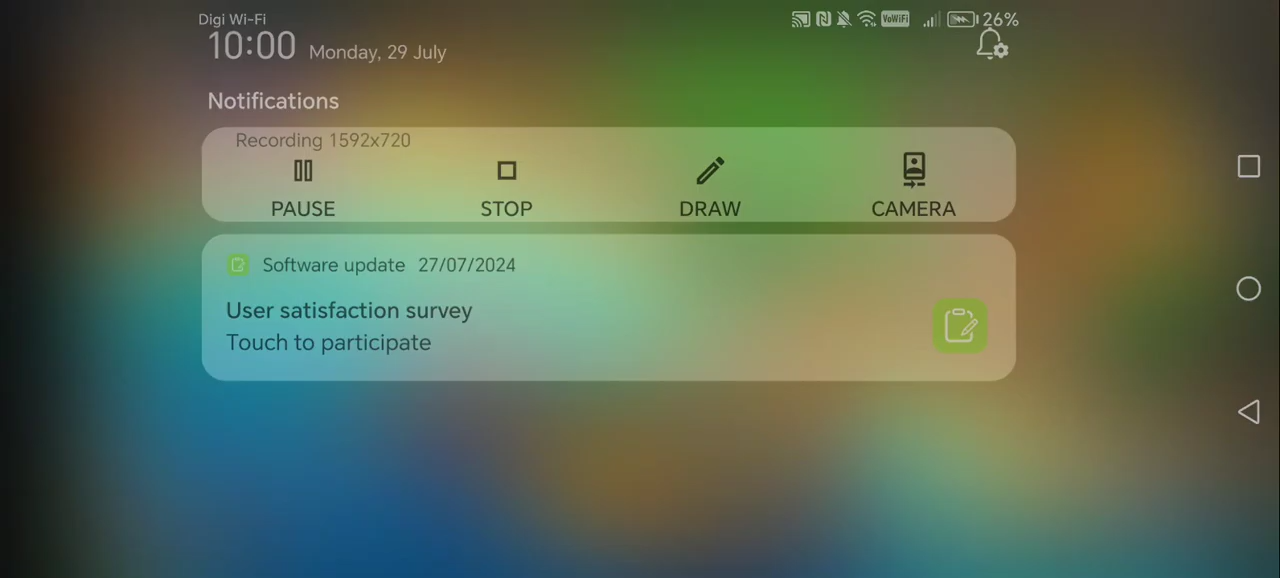 Digi Wi-Fi
VoWiFi 26%
10:00 Monday, 29 July
Notifications
Recording 1592x720
PAUSE STOP DRAW CAMERA
Software update 27/07/2024
User satisfaction survey
Touch to participate